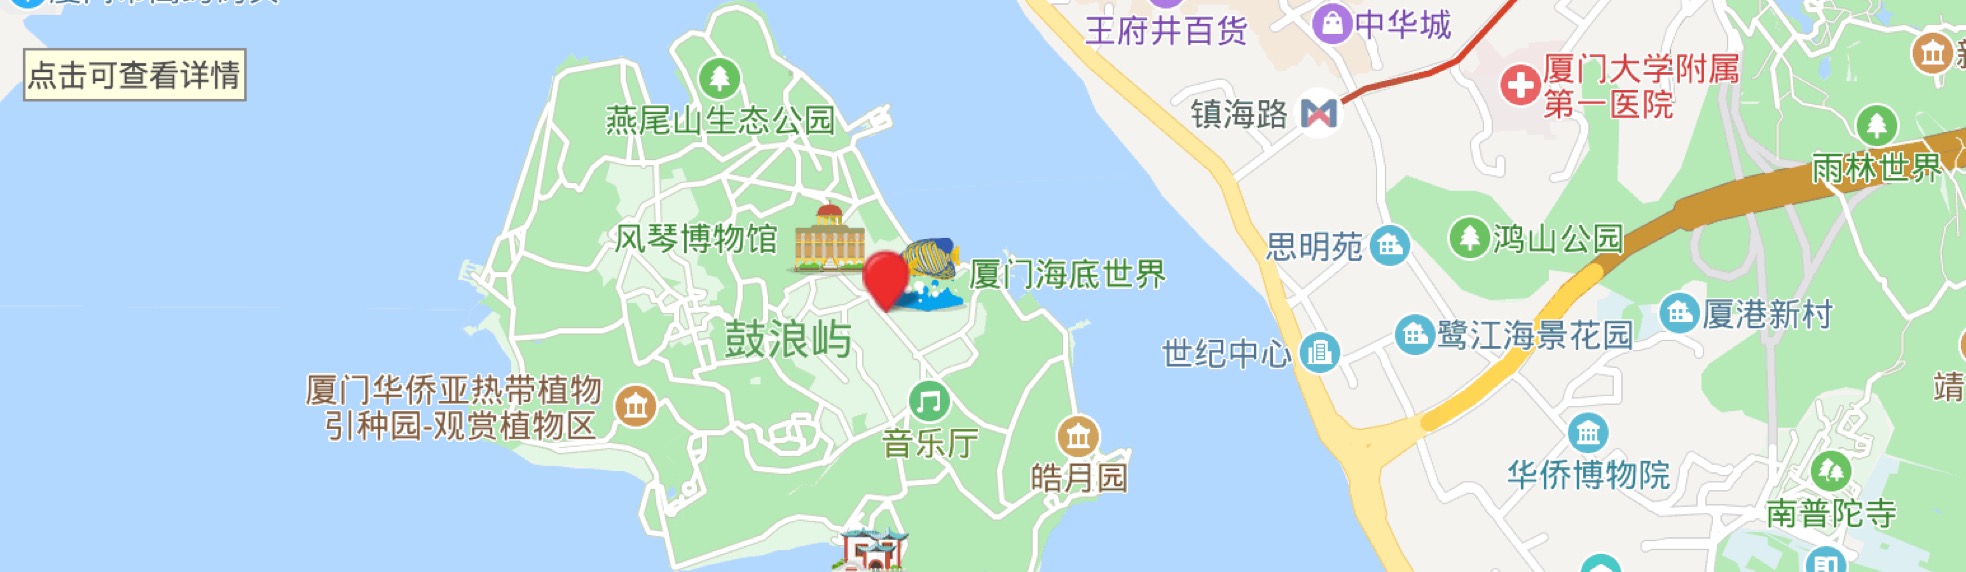 点击可查看详情
燕尾山生态公园
风琴博物馆
厦门海底世界
鼓浪屿
厦门华侨亚热带植物
引种园-观赏植物区
音乐厅
皓月园
王府井百货
中华城
镇海路
厦门大学附属
第一医院
雨林世界
思明苑
鸿山公园
世纪中心
鹭江海景花园
厦港新村
华侨博物院
南普陀寺
靖